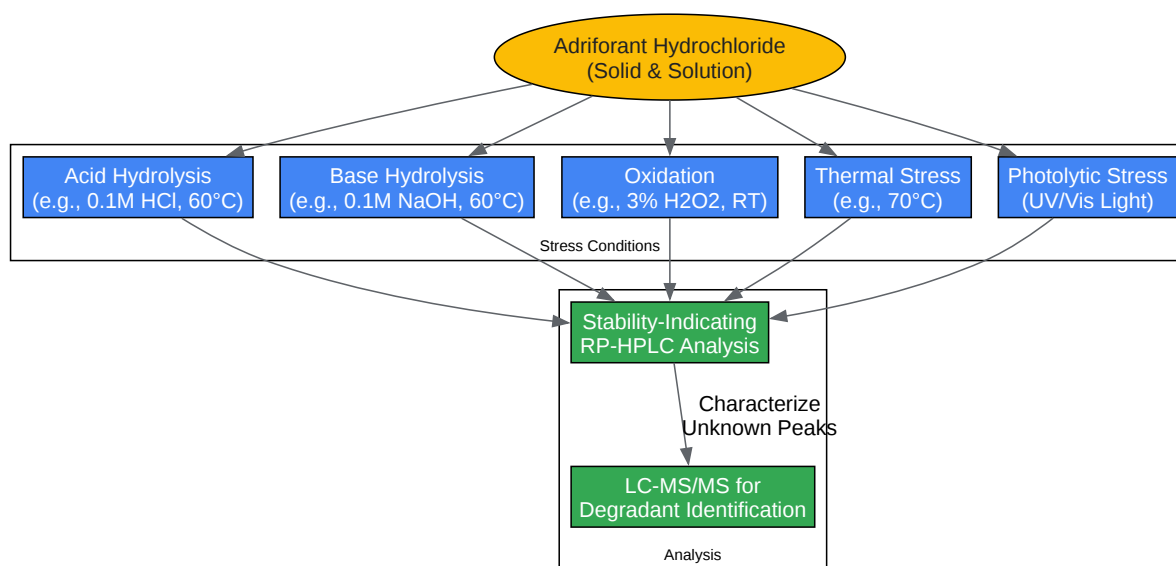 Adriforant Hydrochloride
(Solid & Solution)
Acid Hydrolysis
(e.g., 0.1M HCl, 60°C)
Base Hydrolysis
(e.g., 0.1M NaOH, 60°C)
Oxidation
(e.g., 3% H2O2, RT)
Thermal Stress
(e.g., 70°C)
Photolytic Stress
(UV/Vis Light)
Stress Conditions
Stability-Indicating
RP-HPLC Analysis
Characterize
Unknown Peaks
LC-MS/MS for
Degradant Identification
Analysis